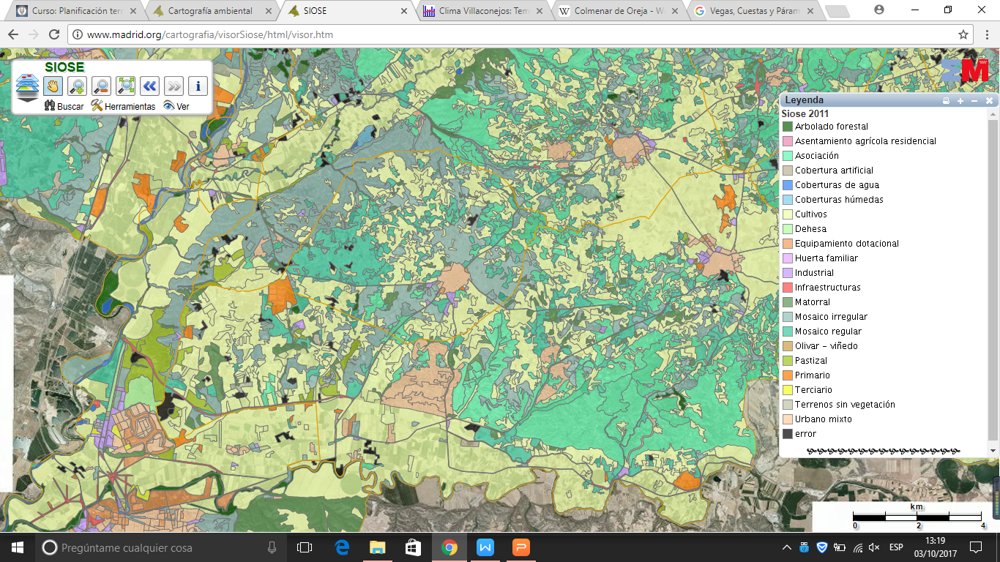 Curso: Planificación terr
Cartografía ambiental
SIOSE
Clima Villaconejos: Tem
Colmenar de Oreja - Wi
Vegas, Cuestas y Páram
www.madrid.org/cartografia/visorSiose/html/visor.htm
SIOSE
Buscar
Herramientas
Ver
Leyenda
Siose 2011
Arbolado forestal
Asentamiento agrícola residencial
Asociación
Cobertura artificial
Coberturas de agua
Coberturas húmedas
Cultivos
Dehesa
Equipamiento dotacional
Huerta familiar
Industrial
Infraestructuras
Matorral
Mosaico irregular
Mosaico regular
Olivar - viñedo
Pastizal
Primario
Terciario
Terrenos sin vegetación
Urbano mixto
error
km
0 2 4
Pregúntame cualquier cosa
ESP
13:19
03/10/2017